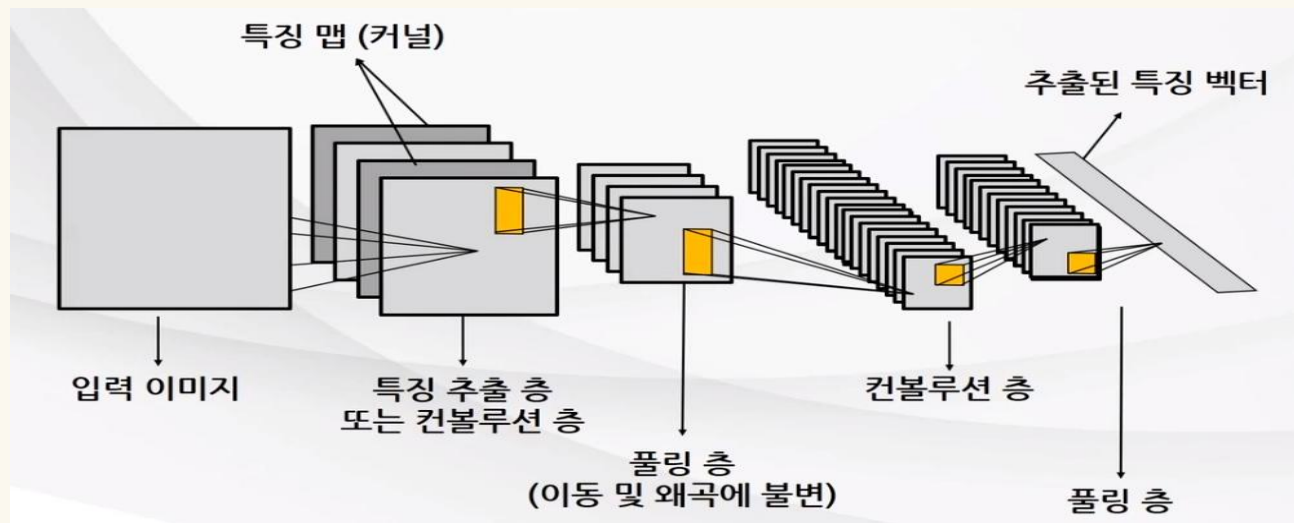 특징 맵 (커널)
추출된 특징 벡터
입력 이미지
특징 추출 층
또는 컨볼루션 층
풀링 층
(이동 및 왜곡에 불변)
컨볼루션 층
풀링 층